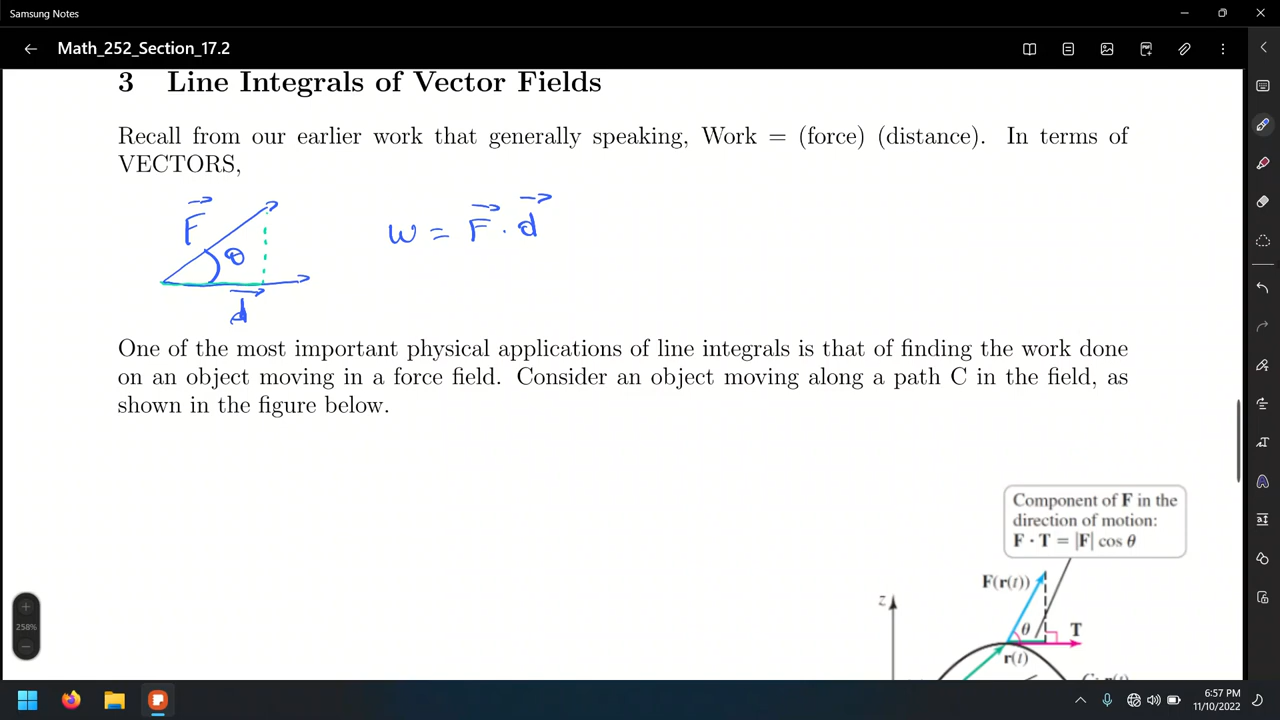 Samsung Notes
Math_252_Section_17.2
3 Line Integrals of Vector Fields
Recall from our earlier work that generally speaking, Work = (force) (distance). In terms of
VECTORS,
F
θ
d
w = F · d
One of the most important physical applications of line integrals is that of finding the work done
on an object moving in a force field. Consider an object moving along a path C in the field, as
shown in the figure below.
Component of F in the
direction of motion:
F · T = |F| cos θ
F(r(t))
z
θ
T
r(t)
258%
6:57 PM
11/10/2022